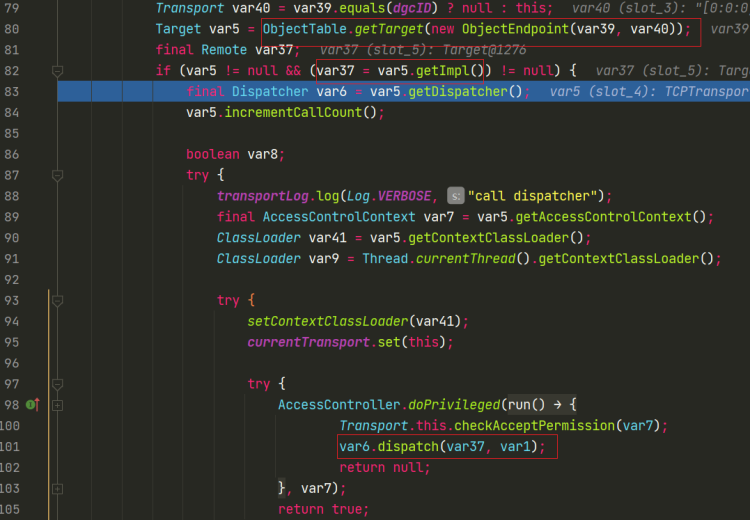 79 Transport var40 = var39.equals(dgcID) ? null : this; var40 (slot_3): "[0:0:0
80 Target var5 = ObjectTable.getTarget(new ObjectEndpoint(var39, var40)); var39
81 final Remote var37; var37 (slot_5): Target@1276
82 if (var5 != null && (var37 = var5.getImpl()) != null) { var37 (slot_5): Targ
83 final Dispatcher var6 = var5.getDispatcher(); var5 (slot_4): TCPTranspor
84 var5.incrementCallCount();
85
86 boolean var8;
87 try {
88 transportLog.log(Log.VERBOSE, s: "call dispatcher");
89 final AccessControlContext var7 = var5.getAccessControlContext();
90 ClassLoader var41 = var5.getContextClassLoader();
91 ClassLoader var9 = Thread.currentThread().getContextClassLoader();
92
93 try {
94 setContextClassLoader(var41);
95 currentTransport.set(this);
96
97 try {
98 AccessController.doPrivileged(run() → {
100 Transport.this.checkAcceptPermission(var7);
101 var6.dispatch(var37, var1);
102 return null;
103 }, var7);
105 return true;